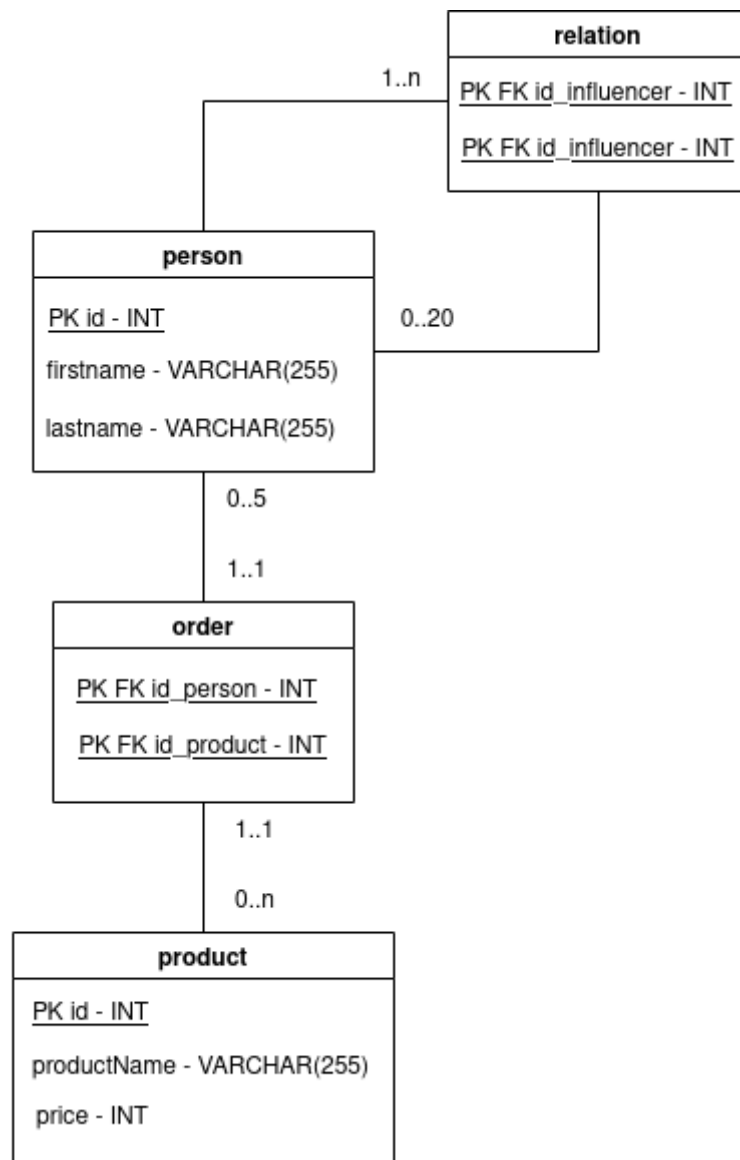 relation
1..n
PK FK id_influencer - INT
PK FK id_influencer - INT
person
PK id - INT
0..20
firstname - VARCHAR(255)
lastname - VARCHAR(255)
0..5
1..1
order
PK FK id_person - INT
PK FK id_product - INT
1..1
0..n
product
PK id - INT
productName - VARCHAR(255)
price - INT